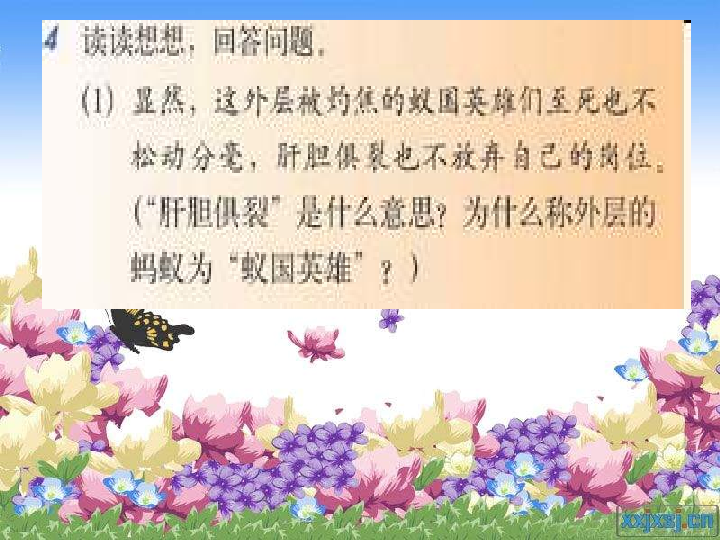 4 读读想想，回答问题。
(1) 显然，这外层被灼焦的蚁国英雄们至死也不
松动分毫，肝胆俱裂也不放弃自己的岗位。
(“肝胆俱裂”是什么意思？为什么称外层的
蚂蚁为“蚁国英雄”？)
xxjxsj.cn